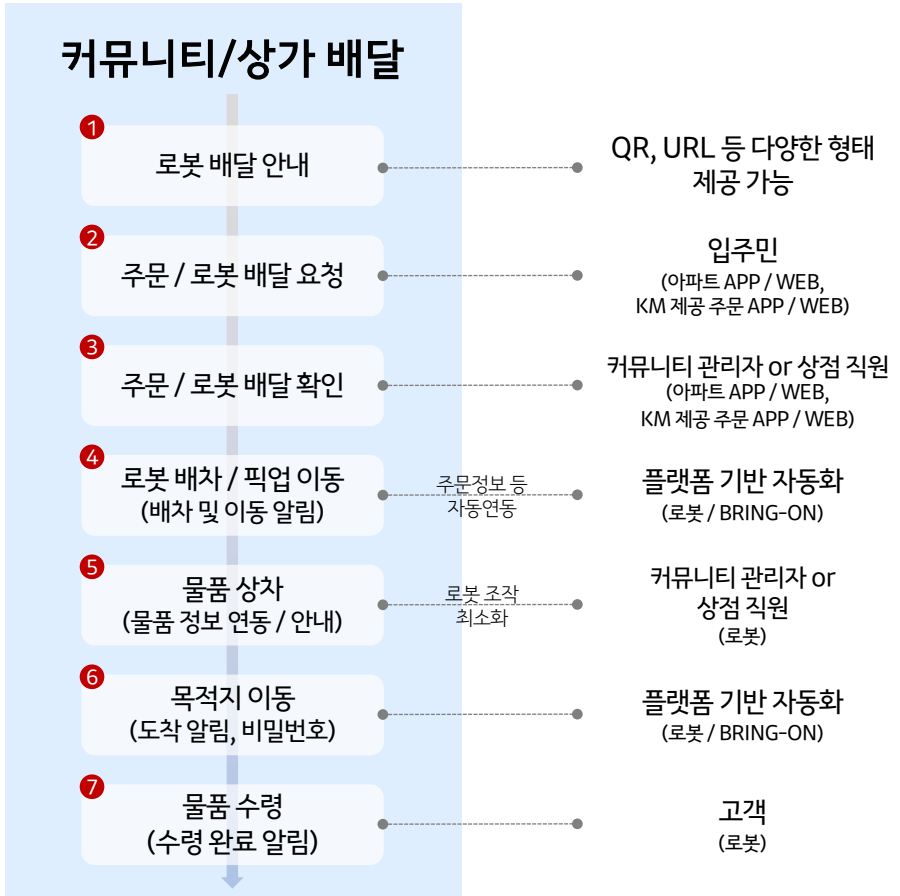 커뮤니티/상가 배달
1
로봇 배달 안내
QR, URL 등 다양한 형태
제공 가능
2
주문 / 로봇 배달 요청
입주민
(아파트 APP / WEB,
KM 제공 주문 APP / WEB)
3
주문 / 로봇 배달 확인
커뮤니티 관리자 or 상점 직원
(아파트 APP / WEB,
KM 제공 주문 APP / WEB)
4
로봇 배차 / 픽업 이동
(배차 및 이동 알림)
주문정보 등
자동연동
플랫폼 기반 자동화
(로봇 / BRING-ON)
5
물품 상차
(물품 정보 연동 / 안내)
로봇 조작
최소화
커뮤니티 관리자 or
상점 직원
(로봇)
6
목적지 이동
(도착 알림, 비밀번호)
플랫폼 기반 자동화
(로봇 / BRING-ON)
7
물품 수령
(수령 완료 알림)
고객
(로봇)